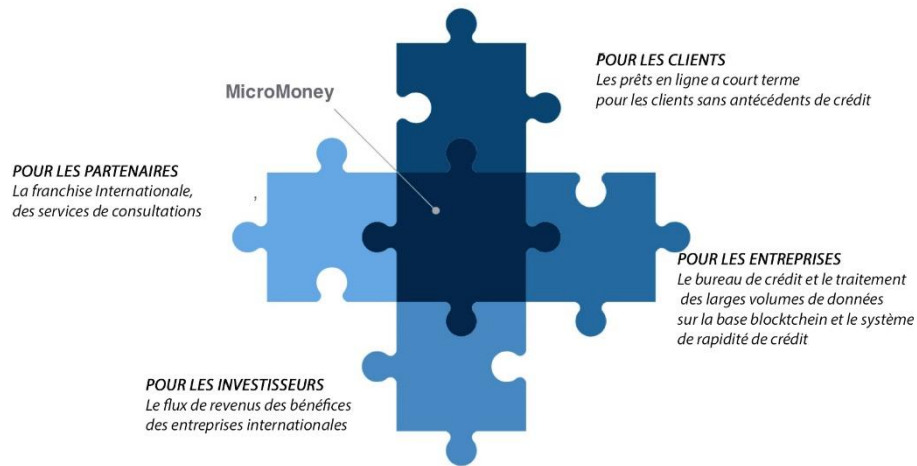 POUR LES CLIENTS
Les prêts en ligne a court terme
pour les clients sans antécédents de crédit
MicroMoney
POUR LES PARTENAIRES
La franchise Internationale,
des services de consultations
,
POUR LES ENTREPRISES
Le bureau de crédit et le traitement
des larges volumes de données
sur la base blocktchein et le système
de rapidité de crédit
POUR LES INVESTISSEURS
Le flux de revenus des bénéfices
des entreprises internationales